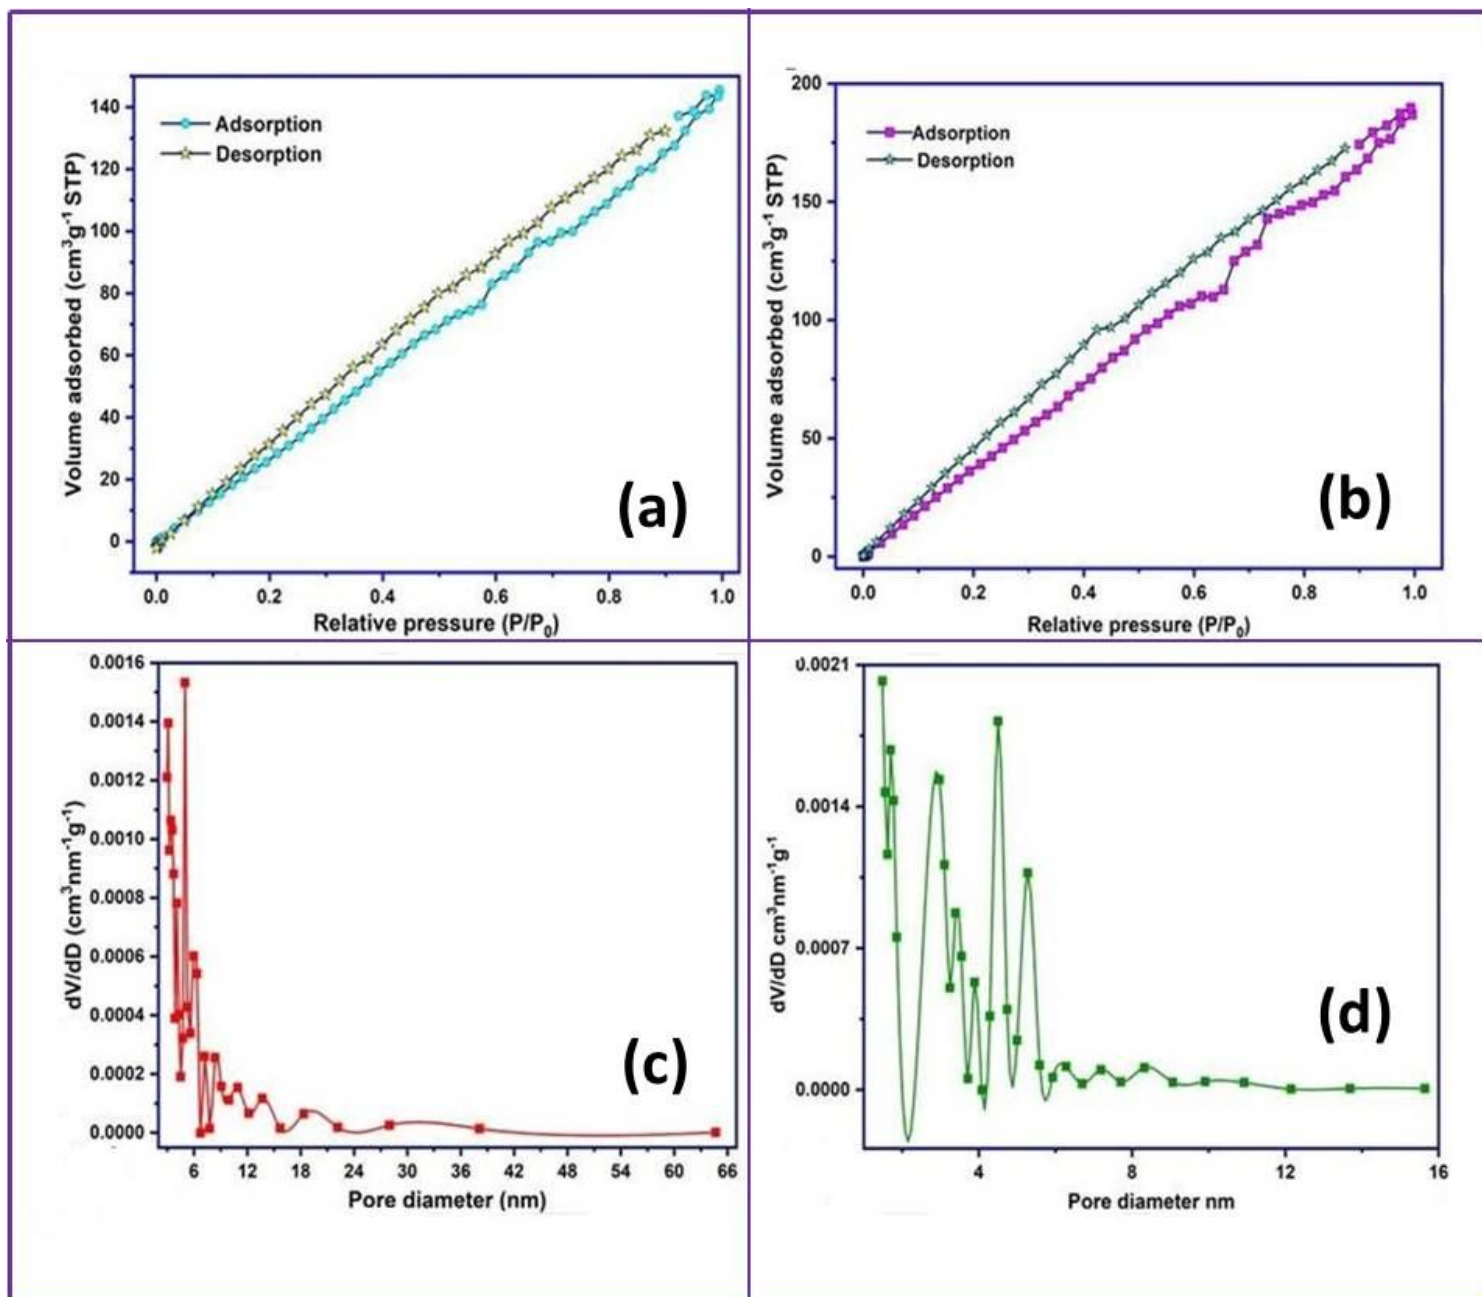 Volume adsorbed (cm³g⁻¹ STP)
140
120
100
80
60
40
20
0
Adsorption
Desorption
(a)
0.0 0.2 0.4 0.6 0.8 1.0
Relative pressure (P/P₀)
Volume adsorbed (cm³g⁻¹ STP)
200
150
100
50
0
Adsorption
Desorption
(b)
0.0 0.2 0.4 0.6 0.8 1.0
Relative pressure (P/P₀)
dV/dD (cm³nm⁻¹g⁻¹)
0.0016
0.0014
0.0012
0.0010
0.0008
0.0006
0.0004
0.0002
0.0000
(c)
6 12 18 24 30 36 42 48 54 60 66
Pore diameter (nm)
dV/dD cm³nm⁻¹g⁻¹
0.0021
0.0014
0.0007
0.0000
(d)
4 8 12 16
Pore diameter nm